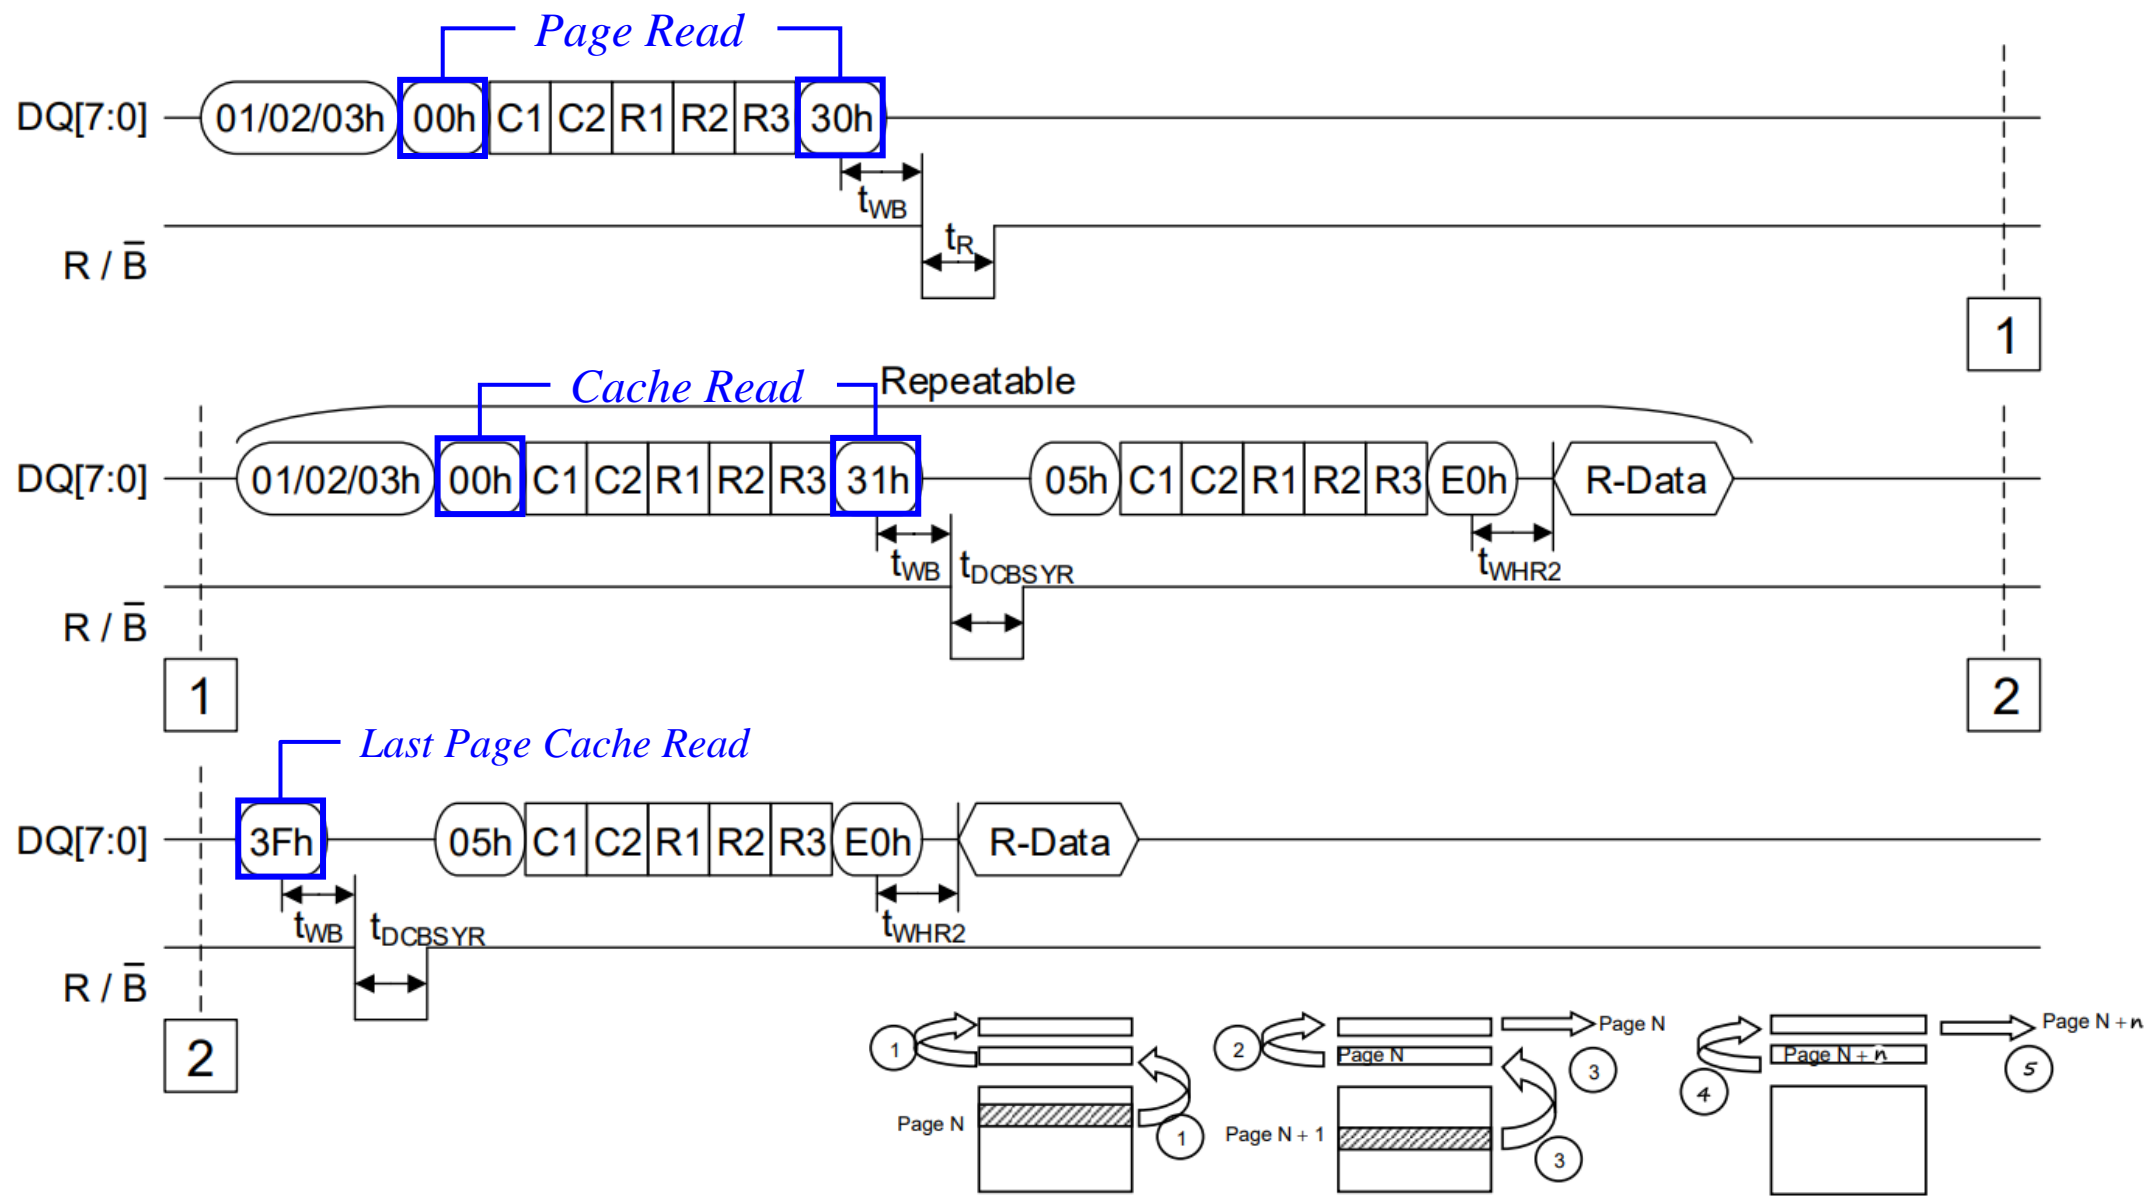 Page Read
DQ[7:0] 01/02/03h 00h C1 C2 R1 R2 R3 30h
tWB
tR
R / B̅
1
Repeatable
Cache Read
DQ[7:0] 01/02/03h 00h C1 C2 R1 R2 R3 31h 05h C1 C2 R1 R2 R3 E0h R-Data
tWB tDCBSYR tWHR2
R / B̅
1 2
Last Page Cache Read
DQ[7:0] 3Fh 05h C1 C2 R1 R2 R3 E0h R-Data
tWB tDCBSYR tWHR2
R / B̅
2
1 Page N 1
2 Page N Page N 3 Page N + 1 3
4 Page N + n Page N + n 5